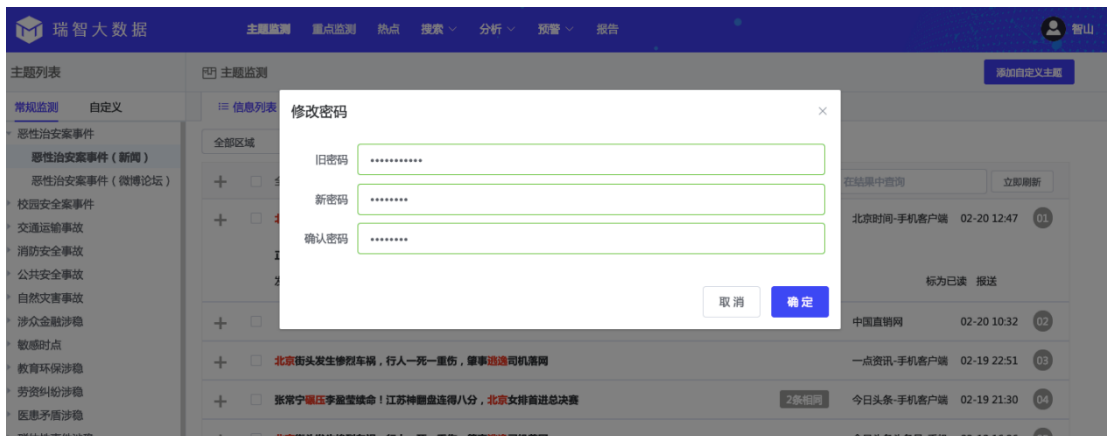 瑞智大数据 主题监测 重点监测 热点 搜索 分析 预警 报告 智山
主题列表 主题监测 添加自定义主题
常规监测 自定义 信息列表
修改密码
恶性治安案事件 全部区域
恶性治安案事件（新闻） 旧密码 •••••••••••
恶性治安案事件（微博论坛） 在结果中查询 立即刷新
新密码 ••••••••
校园安全案事件
交通运输事故 北京时间-手机客户端 02-20 12:47 01
确认密码 ••••••••
消防安全事故
公共安全事故 标为已读 报送
自然灾害事故 取消 确定
涉众金融涉稳 中国直销网 02-20 10:32 02
敏感时点
教育环保涉稳 北京街头发生惨烈车祸，行人一死一重伤，肇事逃逸司机落网 一点资讯-手机客户端 02-19 22:51 03
劳资纠纷涉稳 张常宁碾压李盈莹续命！江苏神翻盘连得八分，北京女排首进总决赛 2条相同 今日头条-手机客户端 02-19 21:30 04
医患矛盾涉稳